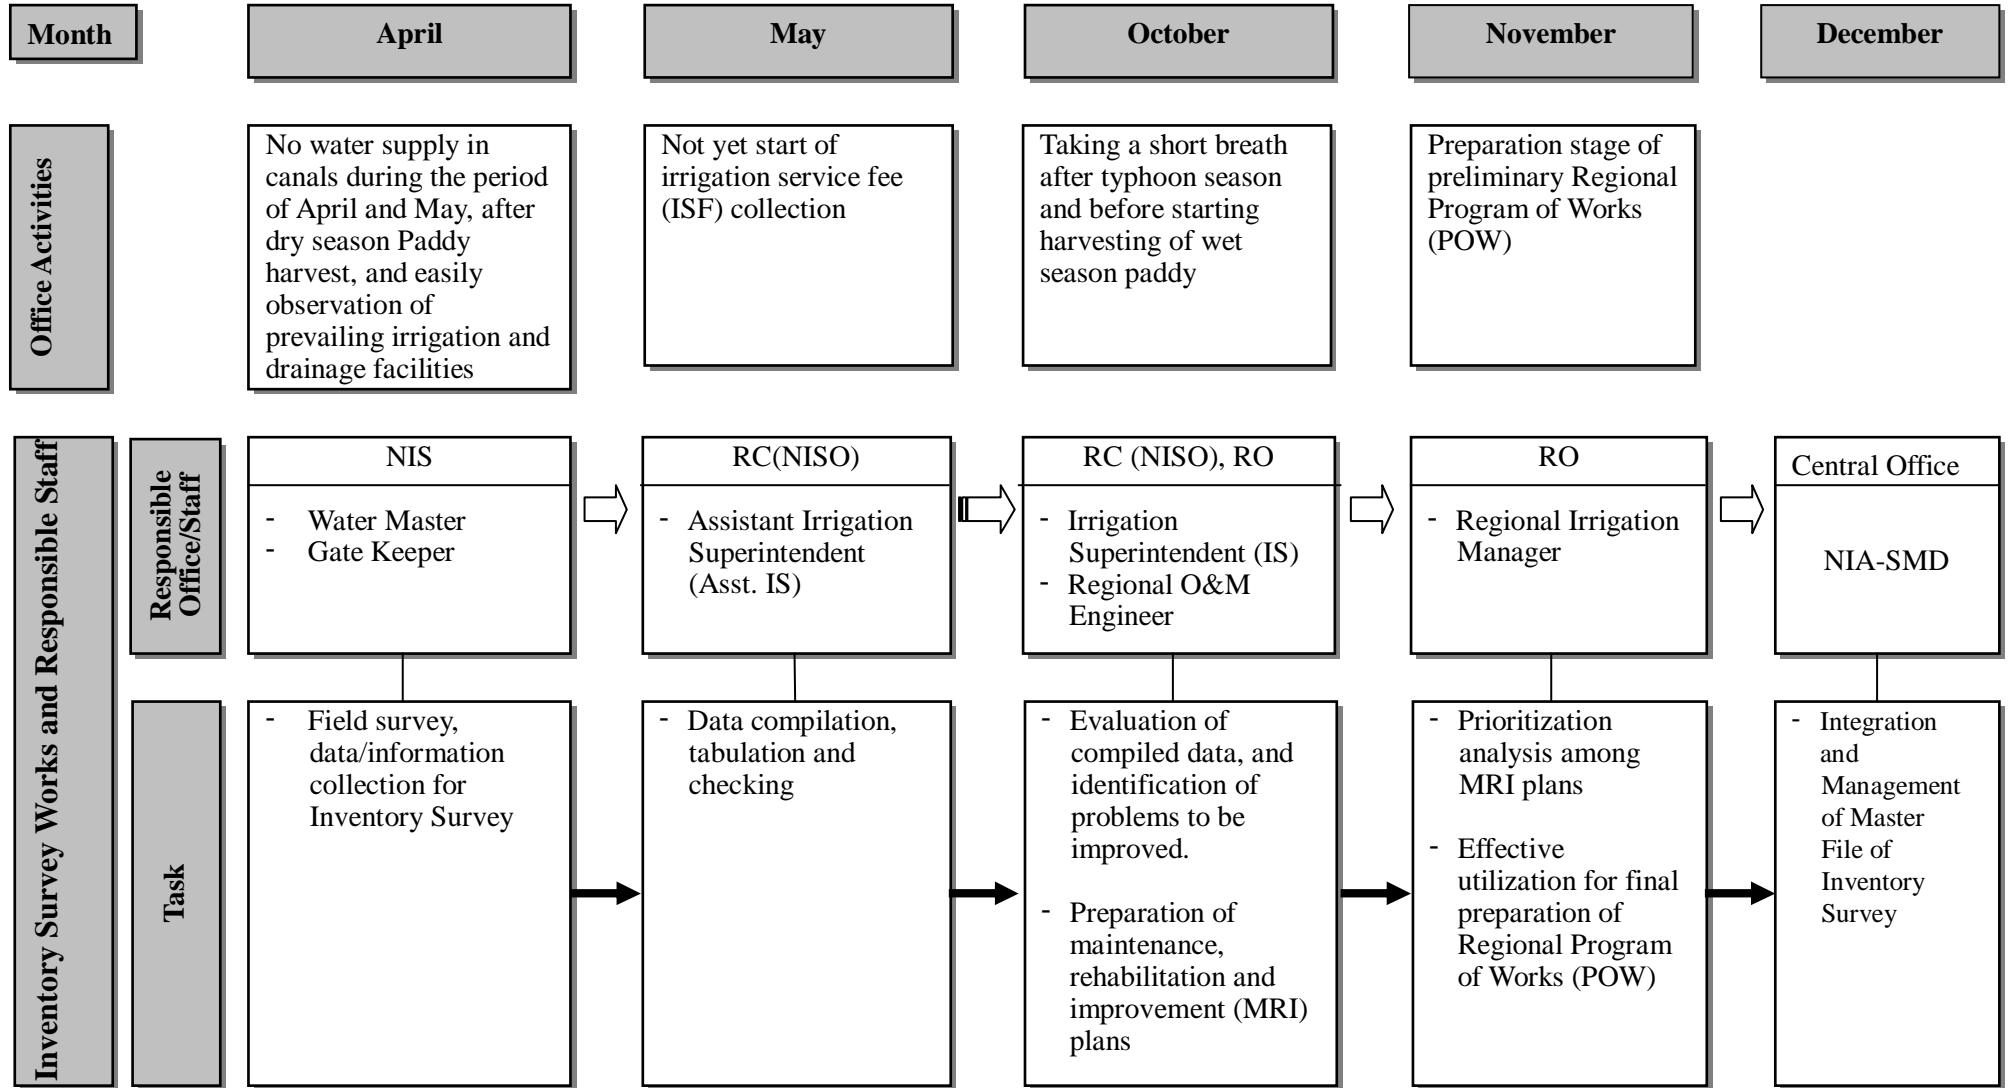 Month
April
May
October
November
December
Office Activities
No water supply in
canals during the period
of April and May, after
dry season Paddy
harvest, and easily
observation of
prevailing irrigation and
drainage facilities
Not yet start of
irrigation service fee
(ISF) collection
Taking a short breath
after typhoon season
and before starting
harvesting of wet
season paddy
Preparation stage of
preliminary Regional
Program of Works
(POW)
Inventory Survey Works and Responsible Staff
Responsible
Office/Staff
NIS
- Water Master
- Gate Keeper
RC(NISO)
- Assistant Irrigation
Superintendent
(Asst. IS)
RC (NISO), RO
- Irrigation
Superintendent (IS)
- Regional O&M
Engineer
RO
- Regional Irrigation
Manager
Central Office
NIA-SMD
Task
- Field survey,
data/information
collection for
Inventory Survey
- Data compilation,
tabulation and
checking
- Evaluation of
compiled data, and
identification of
problems to be
improved.
- Preparation of
maintenance,
rehabilitation and
improvement (MRI)
plans
- Prioritization
analysis among
MRI plans
- Effective
utilization for final
preparation of
Regional Program
of Works (POW)
- Integration
and
Management
of Master
File of
Inventory
Survey